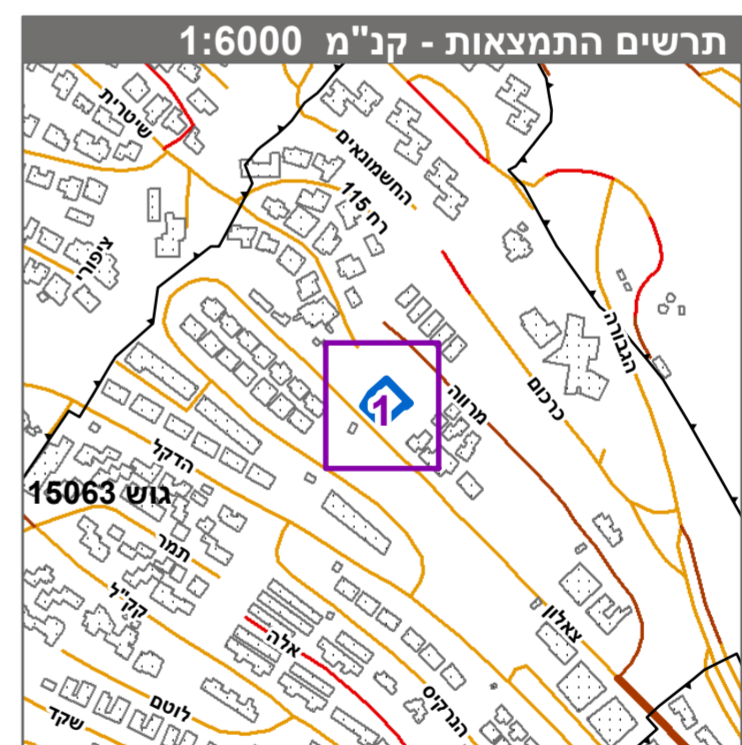 תרשים התמצאות - קנ"מ 1:6000
שיטרית
החשמונאים
רח 115
הגבורה
כרכום
מרווה
1
הדקל
גוש 15063
תמר
קק"ל
צאלון
אלה
הנרקיס
לוטם
שקד